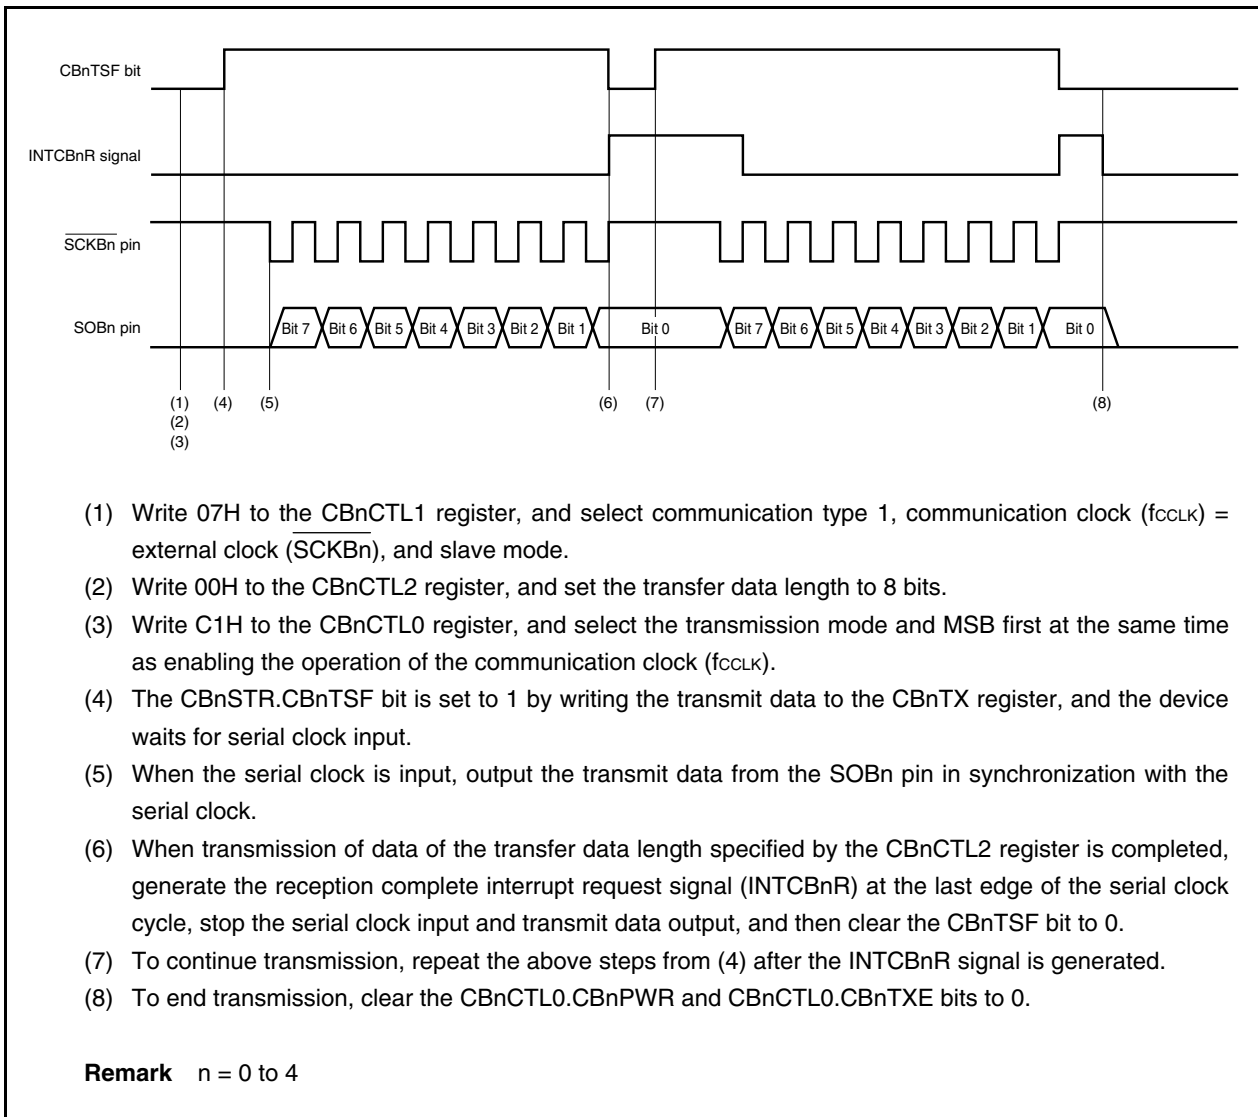 CBnTSF bit
INTCBnR signal
SCKBn pin
SOBn pin
Bit 7 Bit 6 Bit 5 Bit 4 Bit 3 Bit 2 Bit 1 Bit 0 Bit 7 Bit 6 Bit 5 Bit 4 Bit 3 Bit 2 Bit 1 Bit 0
(1) (4) (5) (6) (7) (8)
(2)
(3)
(1) Write 07H to the CBnCTL1 register, and select communication type 1, communication clock (fCCLK) =
external clock (SCKBn), and slave mode.
(2) Write 00H to the CBnCTL2 register, and set the transfer data length to 8 bits.
(3) Write C1H to the CBnCTL0 register, and select the transmission mode and MSB first at the same time
as enabling the operation of the communication clock (fCCLK).
(4) The CBnSTR.CBnTSF bit is set to 1 by writing the transmit data to the CBnTX register, and the device
waits for serial clock input.
(5) When the serial clock is input, output the transmit data from the SOBn pin in synchronization with the
serial clock.
(6) When transmission of data of the transfer data length specified by the CBnCTL2 register is completed,
generate the reception complete interrupt request signal (INTCBnR) at the last edge of the serial clock
cycle, stop the serial clock input and transmit data output, and then clear the CBnTSF bit to 0.
(7) To continue transmission, repeat the above steps from (4) after the INTCBnR signal is generated.
(8) To end transmission, clear the CBnCTL0.CBnPWR and CBnCTL0.CBnTXE bits to 0.
Remark n = 0 to 4